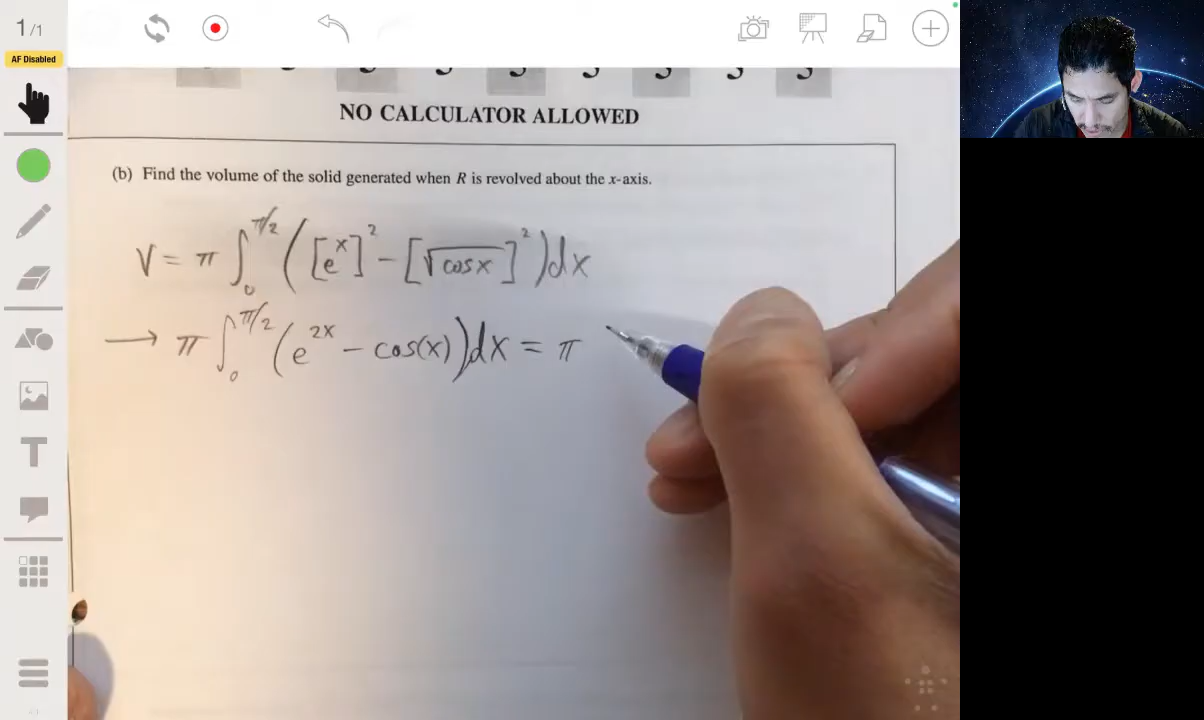 1/1
AF Disabled
NO CALCULATOR ALLOWED
(b) Find the volume of the solid generated when R is revolved about the x-axis.
V = π ∫₀^(π/2) ([eˣ]² - [√cosx]²)dx
→ π ∫₀^(π/2) (e^(2x) - cos(x))dx = π
T